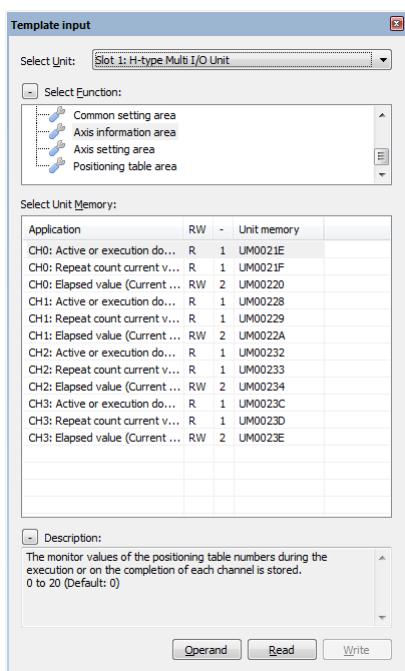 Template input
Select Unit: Slot 1: H-type Multi I/O Unit
- Select Function:
Common setting area
Axis information area
Axis setting area
Positioning table area
Select Unit Memory:
Application RW - Unit memory
CH0: Active or execution do... R 1 UM0021E
CH0: Repeat count current v... R 1 UM0021F
CH0: Elapsed value (Current ... RW 2 UM00220
CH1: Active or execution do... R 1 UM00228
CH1: Repeat count current v... R 1 UM00229
CH1: Elapsed value (Current ... RW 2 UM0022A
CH2: Active or execution do... R 1 UM00232
CH2: Repeat count current v... R 1 UM00233
CH2: Elapsed value (Current ... RW 2 UM00234
CH3: Active or execution do... R 1 UM0023C
CH3: Repeat count current v... R 1 UM0023D
CH3: Elapsed value (Current ... RW 2 UM0023E
- Description:
The monitor values of the positioning table numbers during the
execution or on the completion of each channel is stored.
0 to 20 (Default: 0)
Operand Read Write